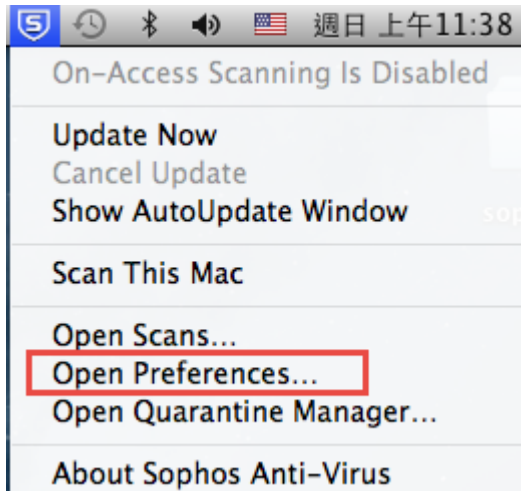 週日 上午11:38
On-Access Scanning Is Disabled
Update Now
Cancel Update
Show AutoUpdate Window
Scan This Mac
Open Scans...
Open Preferences...
Open Quarantine Manager...
About Sophos Anti-Virus